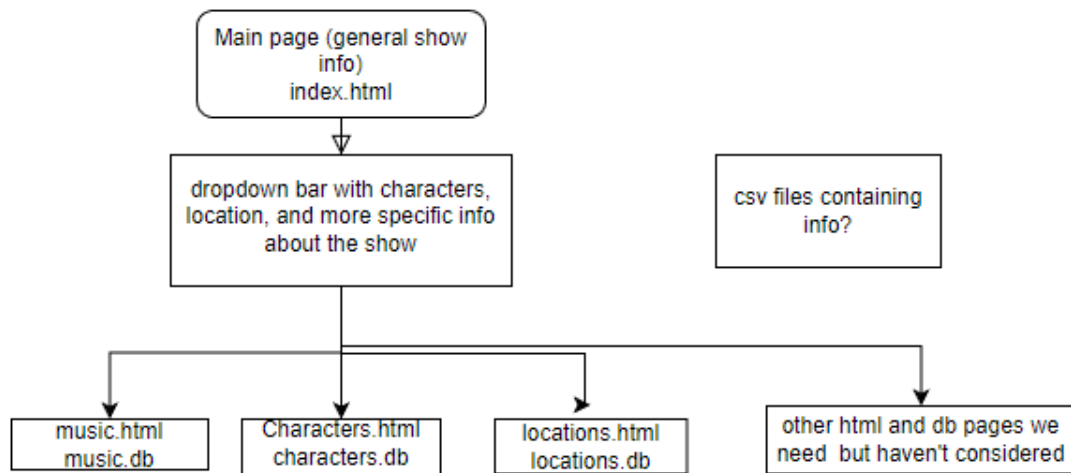 Main page (general show
info)
index.html
dropdown bar with characters,
location, and more specific info
about the show
csv files containing
info?
music.html
music.db
Characters.html
characters.db
locations.html
locations.db
other html and db pages we
need but haven't considered